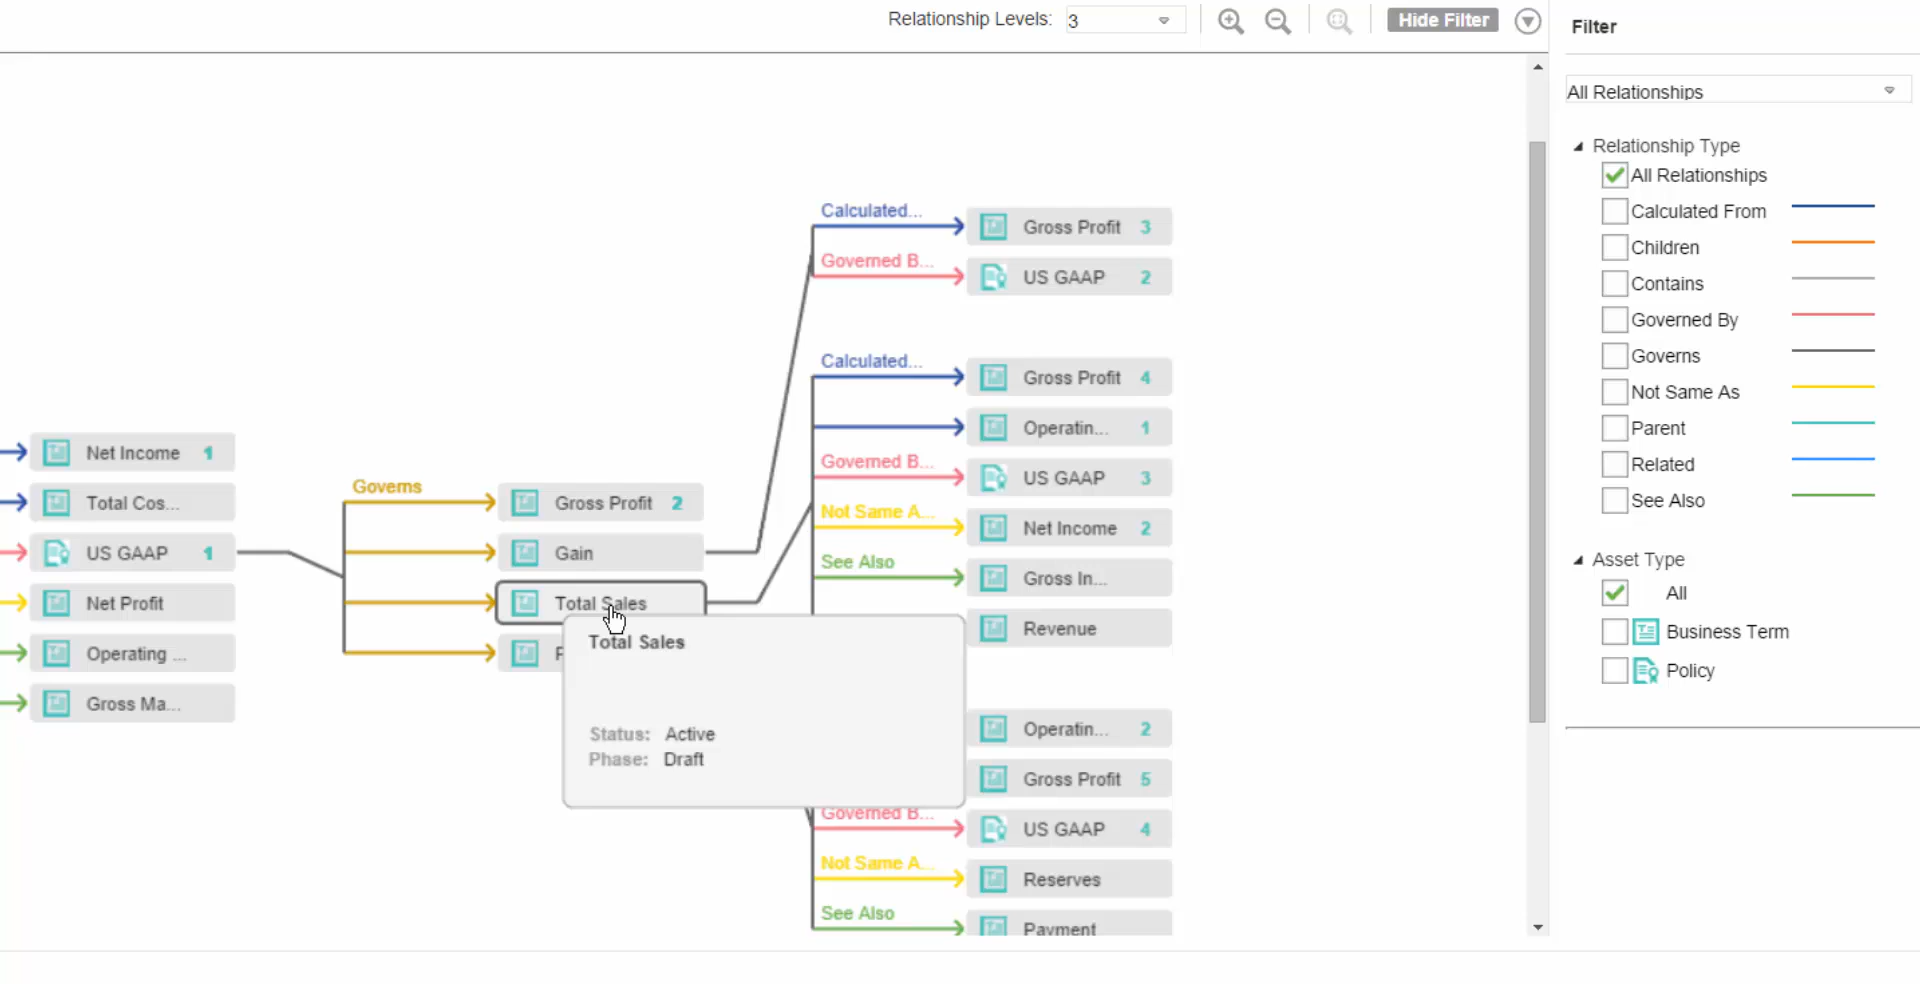 Relationship Levels: 3
Hide Filter
Filter
All Relationships
Relationship Type
All Relationships
Calculated From
Children
Contains
Governed By
Governs
Not Same As
Parent
Related
See Also
Asset Type
All
Business Term
Policy
Net Income 1
Total Cos...
US GAAP 1
Net Profit
Operating ...
Gross Ma...
Governs
Gross Profit 2
Gain
Total Sales
Total Sales
Status: Active
Phase: Draft
Calculated...
Gross Profit 3
Governed B...
US GAAP 2
Calculated...
Gross Profit 4
Operatin... 1
Governed B...
US GAAP 3
Not Same A...
Net Income 2
See Also
Gross In...
Revenue
Operatin... 2
Gross Profit 5
Governed B...
US GAAP 4
Not Same A...
Reserves
See Also
Payment